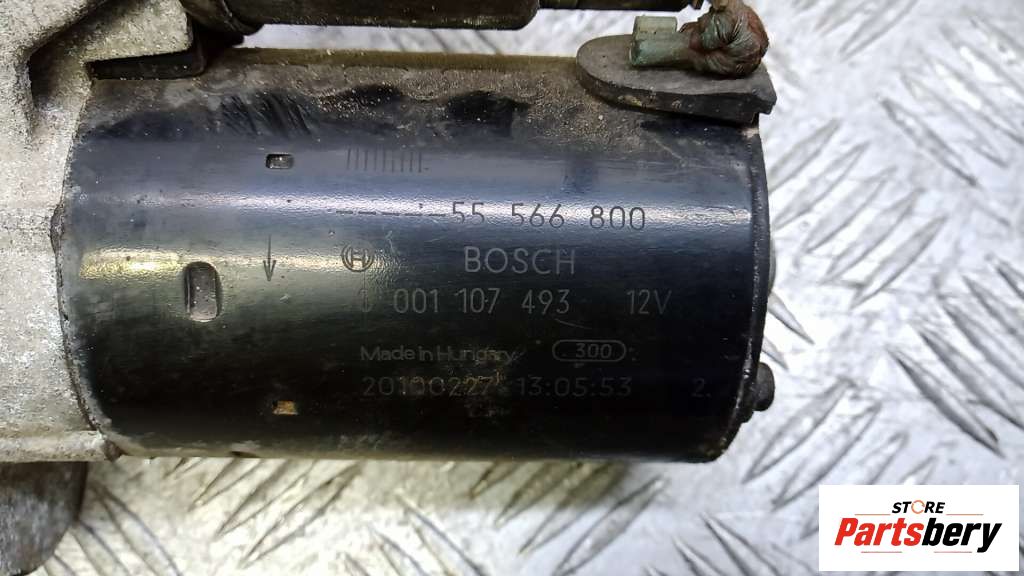 ------55 566 800
BOSCH
0 001 107 493 12V
Made in Hungary 300
20100227 13:05:53 2.
STORE
Partsbery